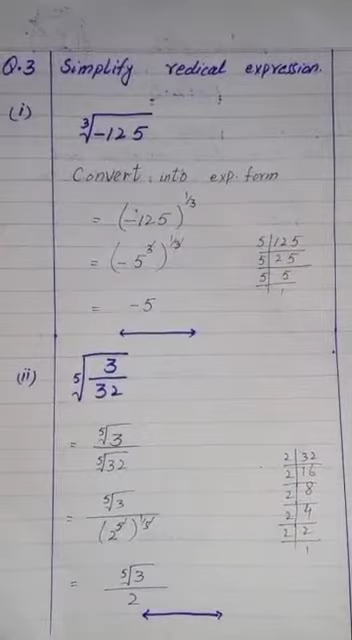 Q.3 Simplify redical expression.
(i) ∛-125
Convert into exp. form
= (-125)^1/3
= (-5^3)^1/3
5 | 125
5 | 25
5 | 5
1
= -5
(ii) ⁵√(3/32)
= ⁵√3 / ⁵√32
= ⁵√3 / (2^5)^1/5
2 | 32
2 | 16
2 | 8
2 | 4
2 | 2
1
= ⁵√3 / 2